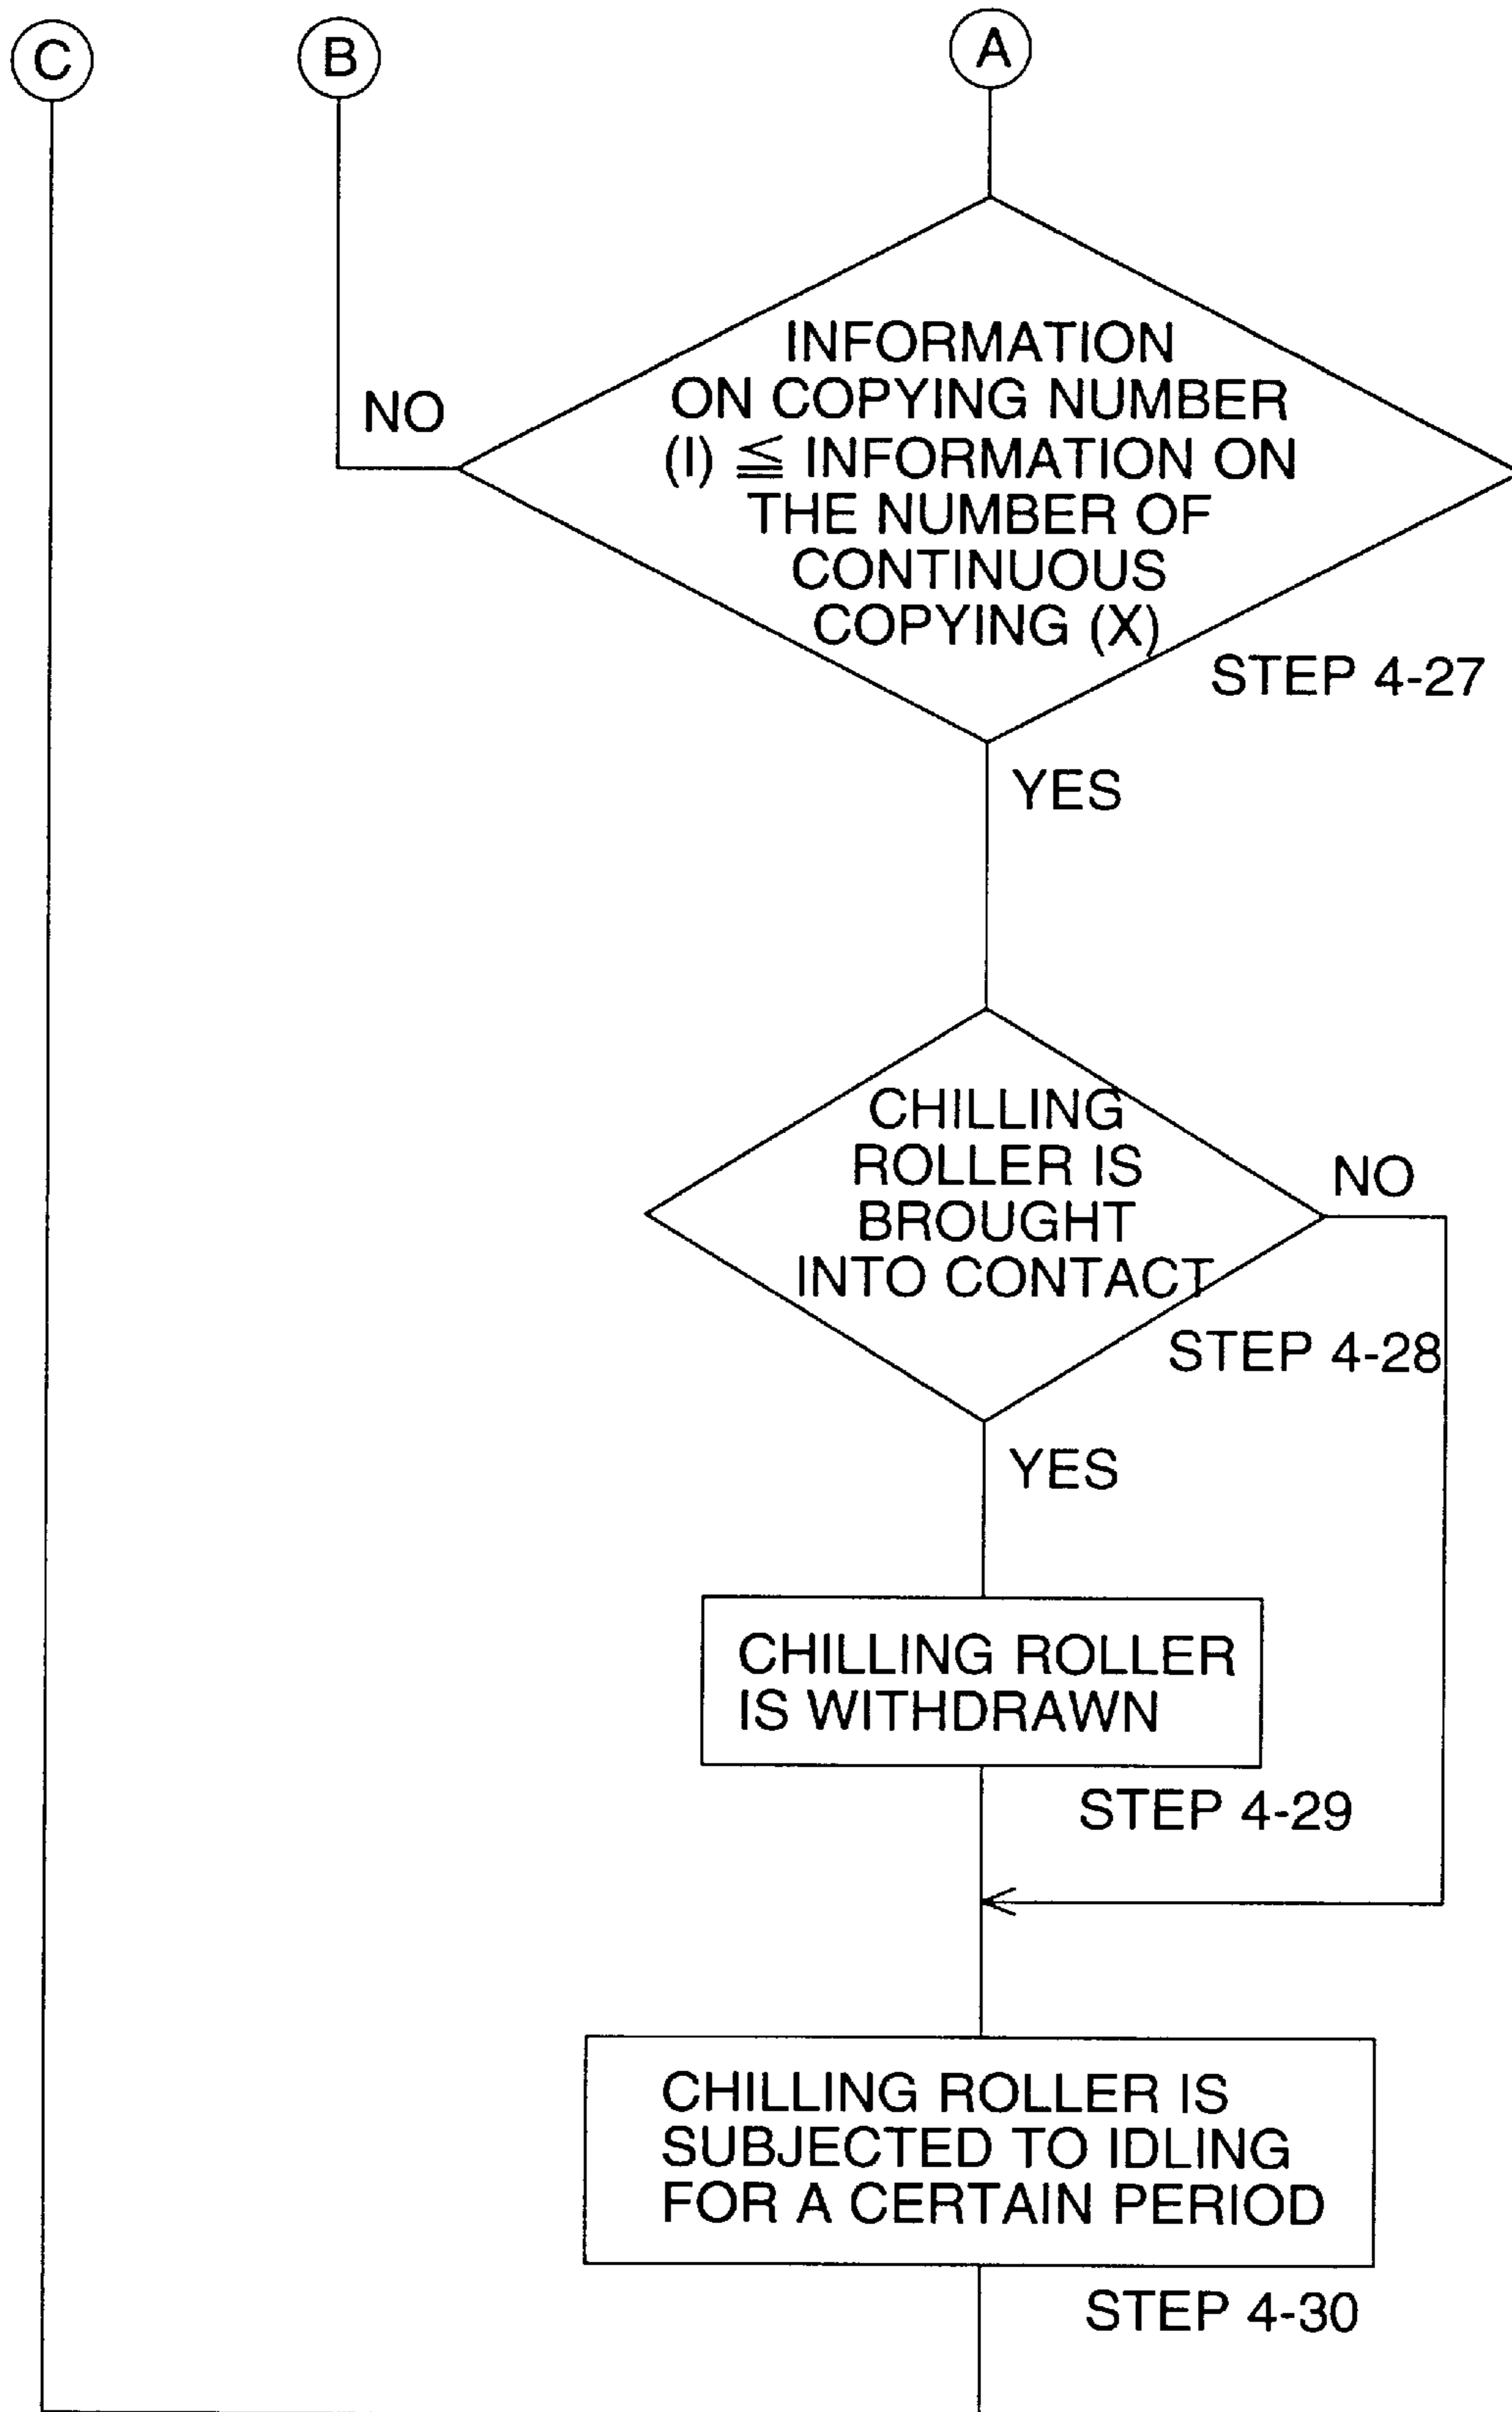 C
B
A
INFORMATION
ON COPYING NUMBER
(I) ≦ INFORMATION ON
THE NUMBER OF
CONTINUOUS
COPYING (X)
NO
STEP 4-27
YES
CHILLING
ROLLER IS
BROUGHT
INTO CONTACT
NO
STEP 4-28
YES
CHILLING ROLLER
IS WITHDRAWN
STEP 4-29
CHILLING ROLLER IS
SUBJECTED TO IDLING
FOR A CERTAIN PERIOD
STEP 4-30